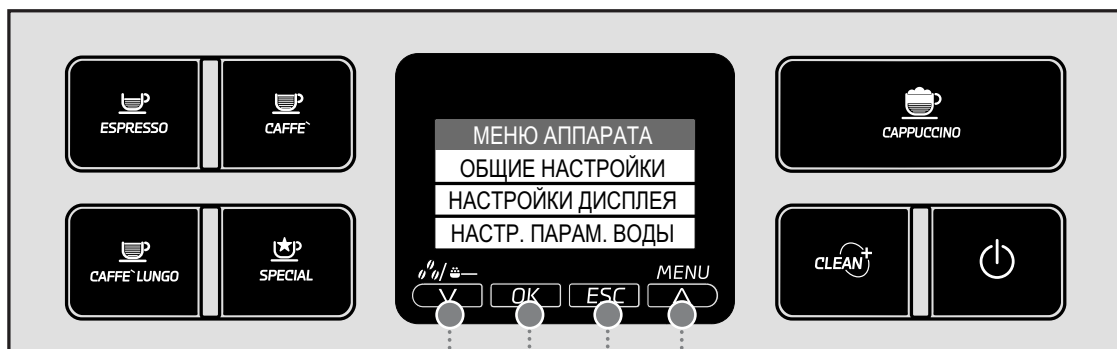 ESPRESSO
CAFFE`
CAFFE` LUNGO
SPECIAL
МЕНЮ АППАРАТА
ОБЩИЕ НАСТРОЙКИ
НАСТРОЙКИ ДИСПЛЕЯ
НАСТР. ПАРАМ. ВОДЫ
MENU
OK ESC
CAPPUCCINO
CLEAN+